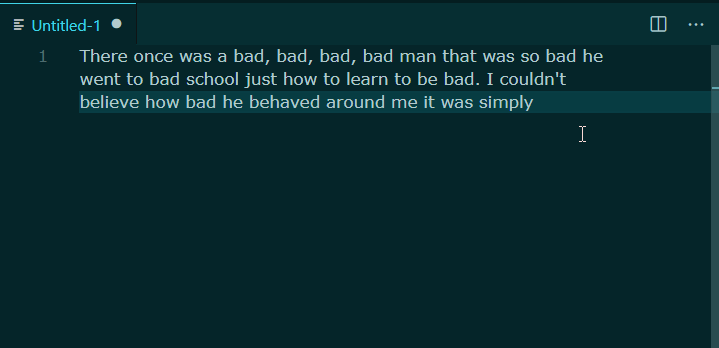 Untitled-1
1 There once was a bad, bad, bad, bad man that was so bad he
went to bad school just how to learn to be bad. I couldn't
believe how bad he behaved around me it was simply